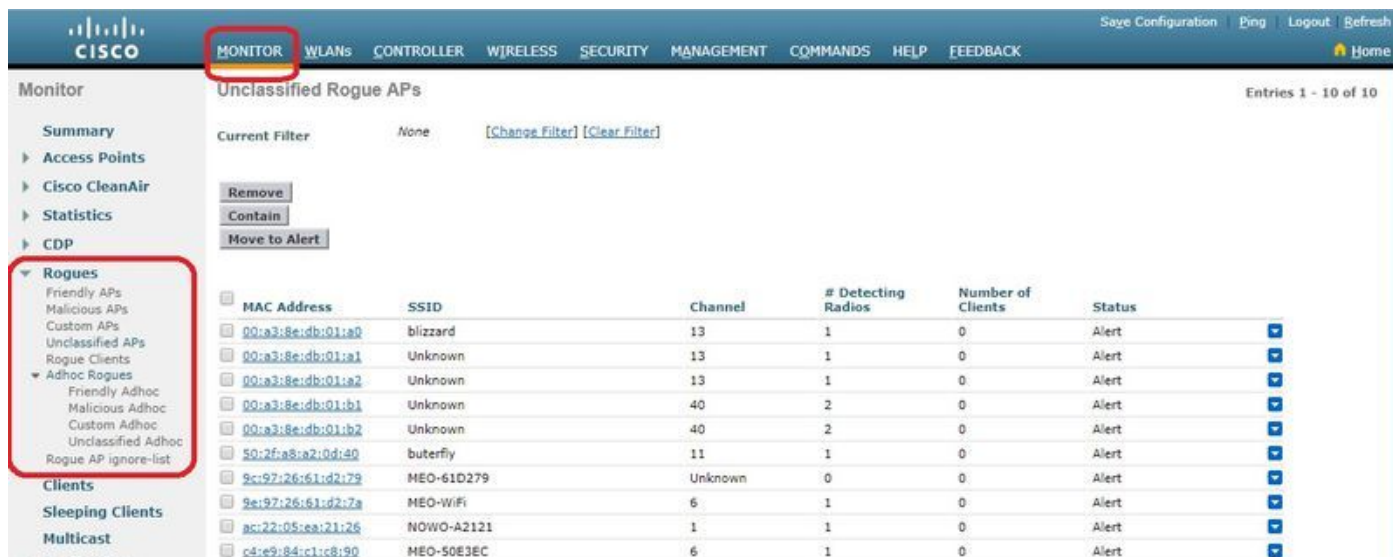 Save Configuration Ping Logout Refresh
CISCO
MONITOR WLANs CONTROLLER WIRELESS SECURITY MANAGEMENT COMMANDS HELP FEEDBACK Home
Monitor
Summary
Access Points
Cisco CleanAir
Statistics
CDP
Rogues
Friendly APs
Malicious APs
Custom APs
Unclassified APs
Rogue Clients
Adhoc Rogues
Friendly Adhoc
Malicious Adhoc
Custom Adhoc
Unclassified Adhoc
Rogue AP ignore-list
Clients
Sleeping Clients
Multicast
Unclassified Rogue APs
Entries 1 - 10 of 10
Current Filter None [Change Filter] [Clear Filter]
Remove
Contain
Move to Alert
MAC Address SSID Channel # Detecting Radios Number of Clients Status
00:a3:8e:db:01:a0 blizzard 13 1 0 Alert
00:a3:8e:db:01:a1 Unknown 13 1 0 Alert
00:a3:8e:db:01:a2 Unknown 13 1 0 Alert
00:a3:8e:db:01:b1 Unknown 40 2 0 Alert
00:a3:8e:db:01:b2 Unknown 40 2 0 Alert
50:2f:a8:a2:0d:40 buterfly 11 1 0 Alert
9c:97:26:61:d2:79 MEO-61D279 Unknown 0 0 Alert
9e:97:26:61:d2:7a MEO-WiFi 6 1 0 Alert
ac:22:05:ea:21:26 NOWO-A2121 1 1 0 Alert
c4:e9:84:c1:c8:90 MEO-50E3EC 6 1 0 Alert